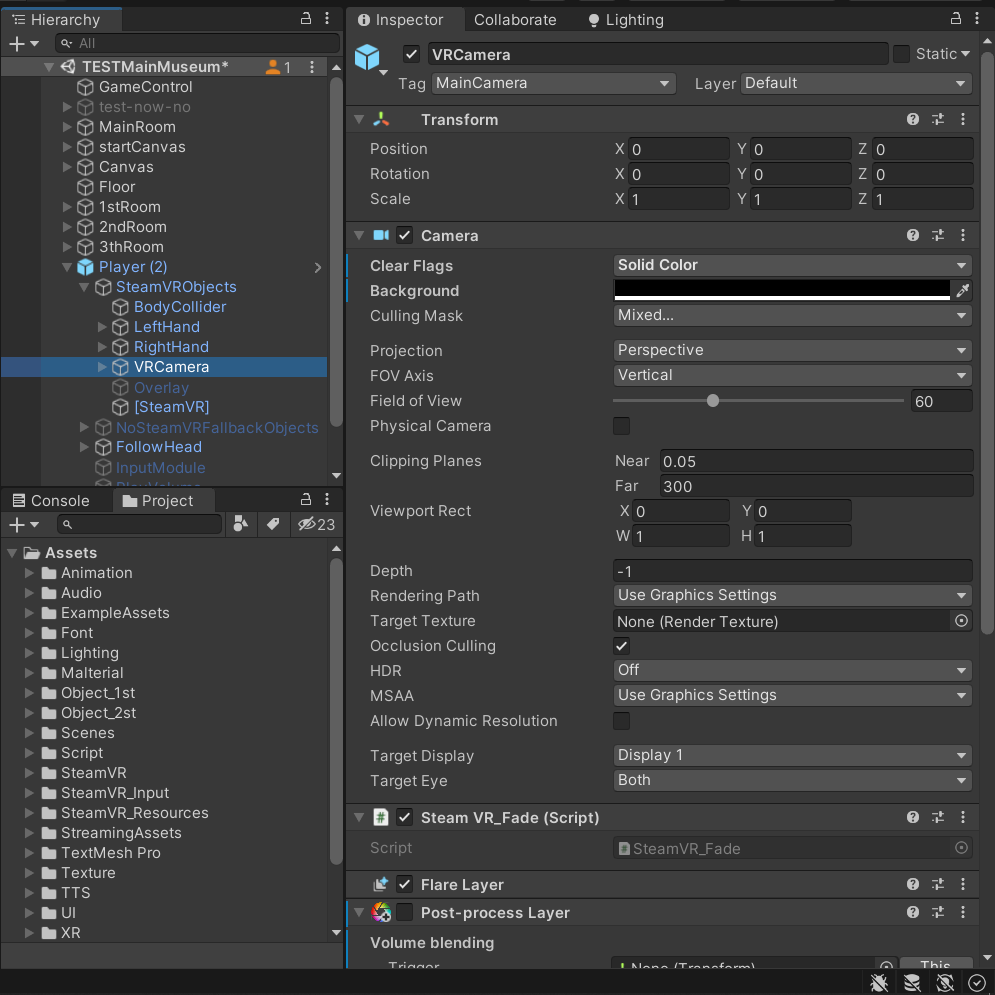 Hierarchy
All
TESTMainMuseum* 1
GameControl
test-now-no
MainRoom
startCanvas
Canvas
Floor
1stRoom
2ndRoom
3thRoom
Player (2)
SteamVRObjects
BodyCollider
LeftHand
RightHand
VRCamera
Overlay
[SteamVR]
NoSteamVRFallbackObjects
FollowHead
InputModule
Console Project
23
Assets
Animation
Audio
ExampleAssets
Font
Lighting
Malterial
Object_1st
Object_2st
Scenes
Script
SteamVR
SteamVR_Input
SteamVR_Resources
StreamingAssets
TextMesh Pro
Texture
TTS
UI
XR
Inspector Collaborate Lighting
VRCamera Static
Tag MainCamera Layer Default
Transform
Position X 0 Y 0 Z 0
Rotation X 0 Y 0 Z 0
Scale X 1 Y 1 Z 1
Camera
Clear Flags Solid Color
Background
Culling Mask Mixed...
Projection Perspective
FOV Axis Vertical
Field of View 60
Physical Camera
Clipping Planes Near 0.05
Far 300
Viewport Rect X 0 Y 0
W 1 H 1
Depth -1
Rendering Path Use Graphics Settings
Target Texture None (Render Texture)
Occlusion Culling
HDR Off
MSAA Use Graphics Settings
Allow Dynamic Resolution
Target Display Display 1
Target Eye Both
Steam VR_Fade (Script)
Script SteamVR_Fade
Flare Layer
Post-process Layer
Volume blending
Trigger None (Transform) This